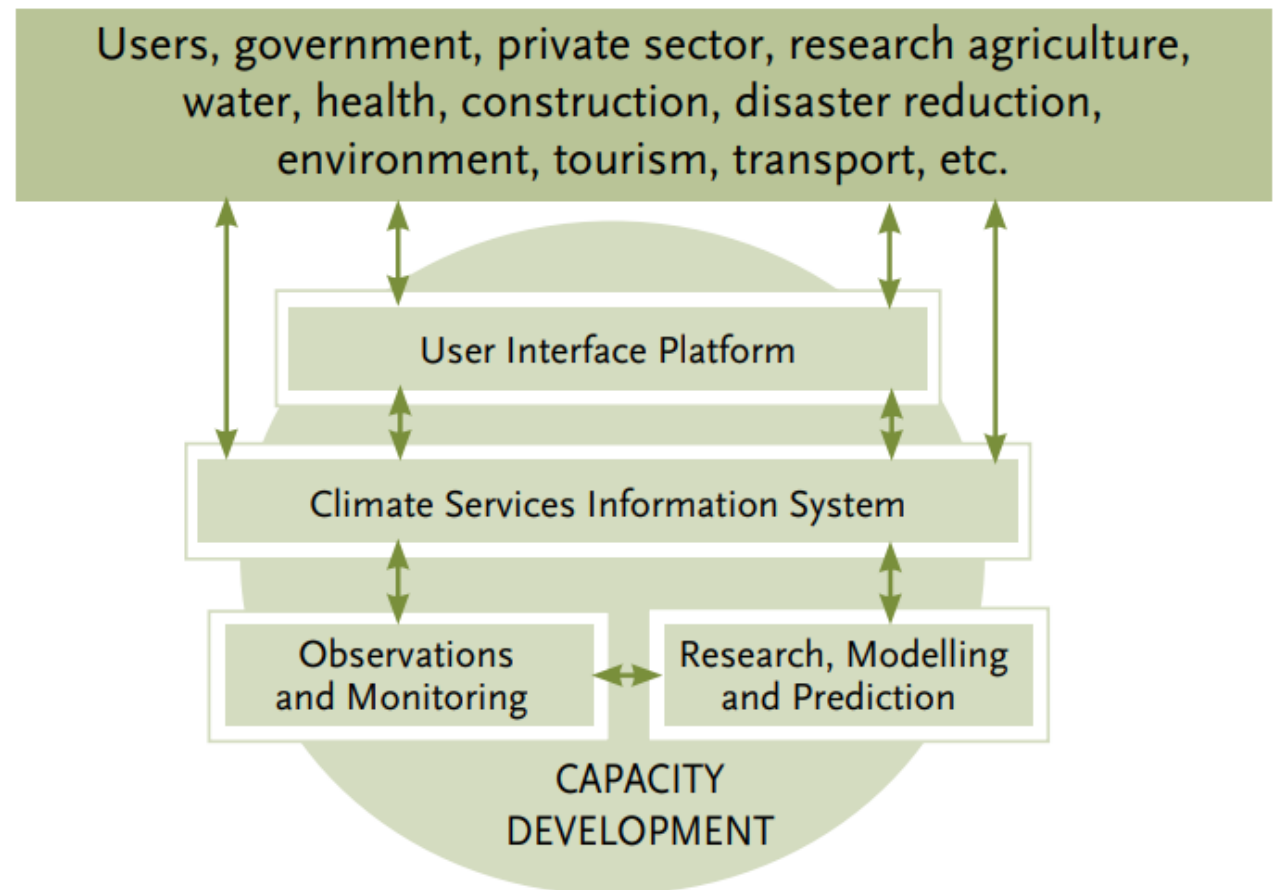 Users, government, private sector, research agriculture,
water, health, construction, disaster reduction,
environment, tourism, transport, etc.
User Interface Platform
Climate Services Information System
Observations
and Monitoring
Research, Modelling
and Prediction
CAPACITY
DEVELOPMENT